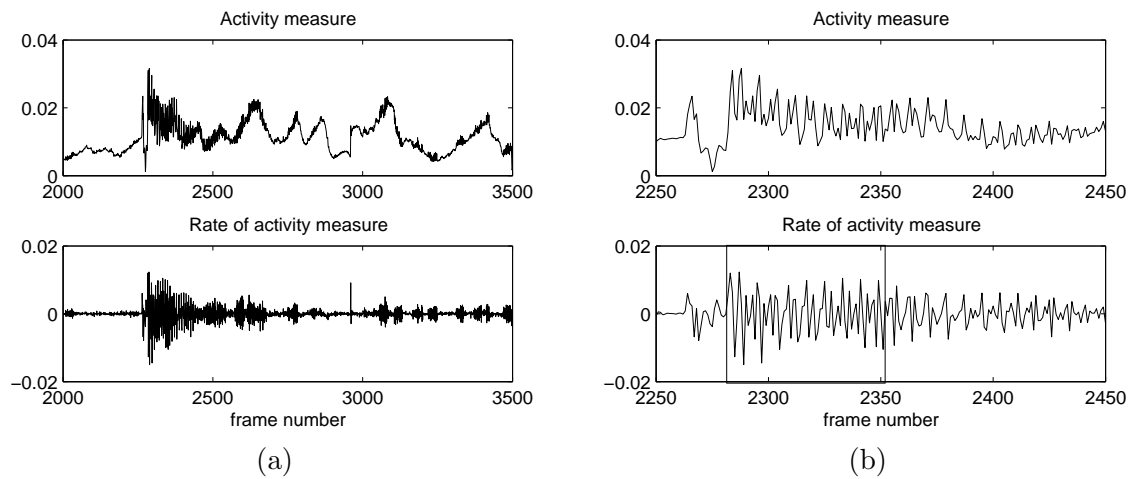 Activity measure
0.04
0.02
0
2000 2500 3000 3500
Rate of activity measure
0.02
0
−0.02
2000 2500 3000 3500
frame number
(a)
Activity measure
0.04
0.02
0
2250 2300 2350 2400 2450
Rate of activity measure
0.02
0
−0.02
2250 2300 2350 2400 2450
frame number
(b)